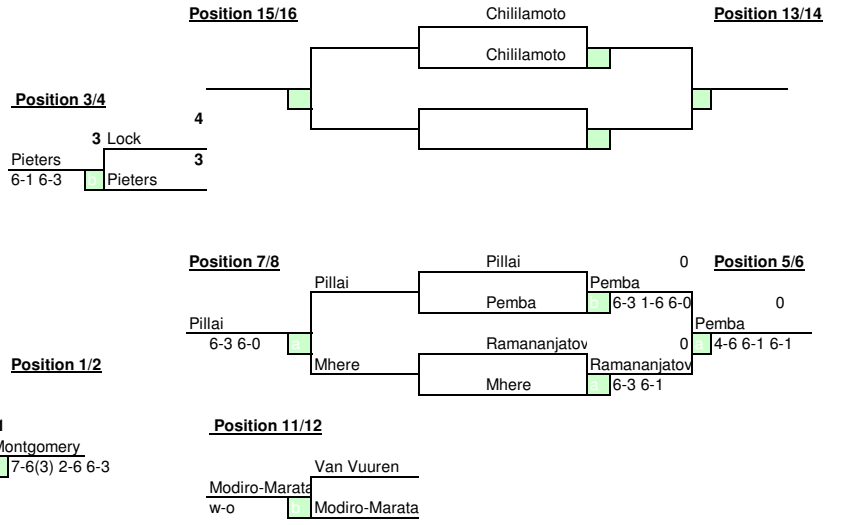 Position 15/16
Chililamoto
Position 13/14
Chililamoto
Position 3/4
4
3 Lock
Pieters
3
6-1 6-3
b
Pieters
Position 7/8
Pillai
0
Position 5/6
Pillai
Pemba
Pemba
b
6-3 1-6 6-0
0
Pillai
Pemba
6-3 6-0
a
Ramananjatov
0
a
4-6 6-1 6-1
Position 1/2
Mhere
Ramananjatov
Mhere
a
6-3 6-1
Position 11/12
Montgomery
7-6(3) 2-6 6-3
Van Vuuren
Modiro-Marata
w-o
b
Modiro-Marata